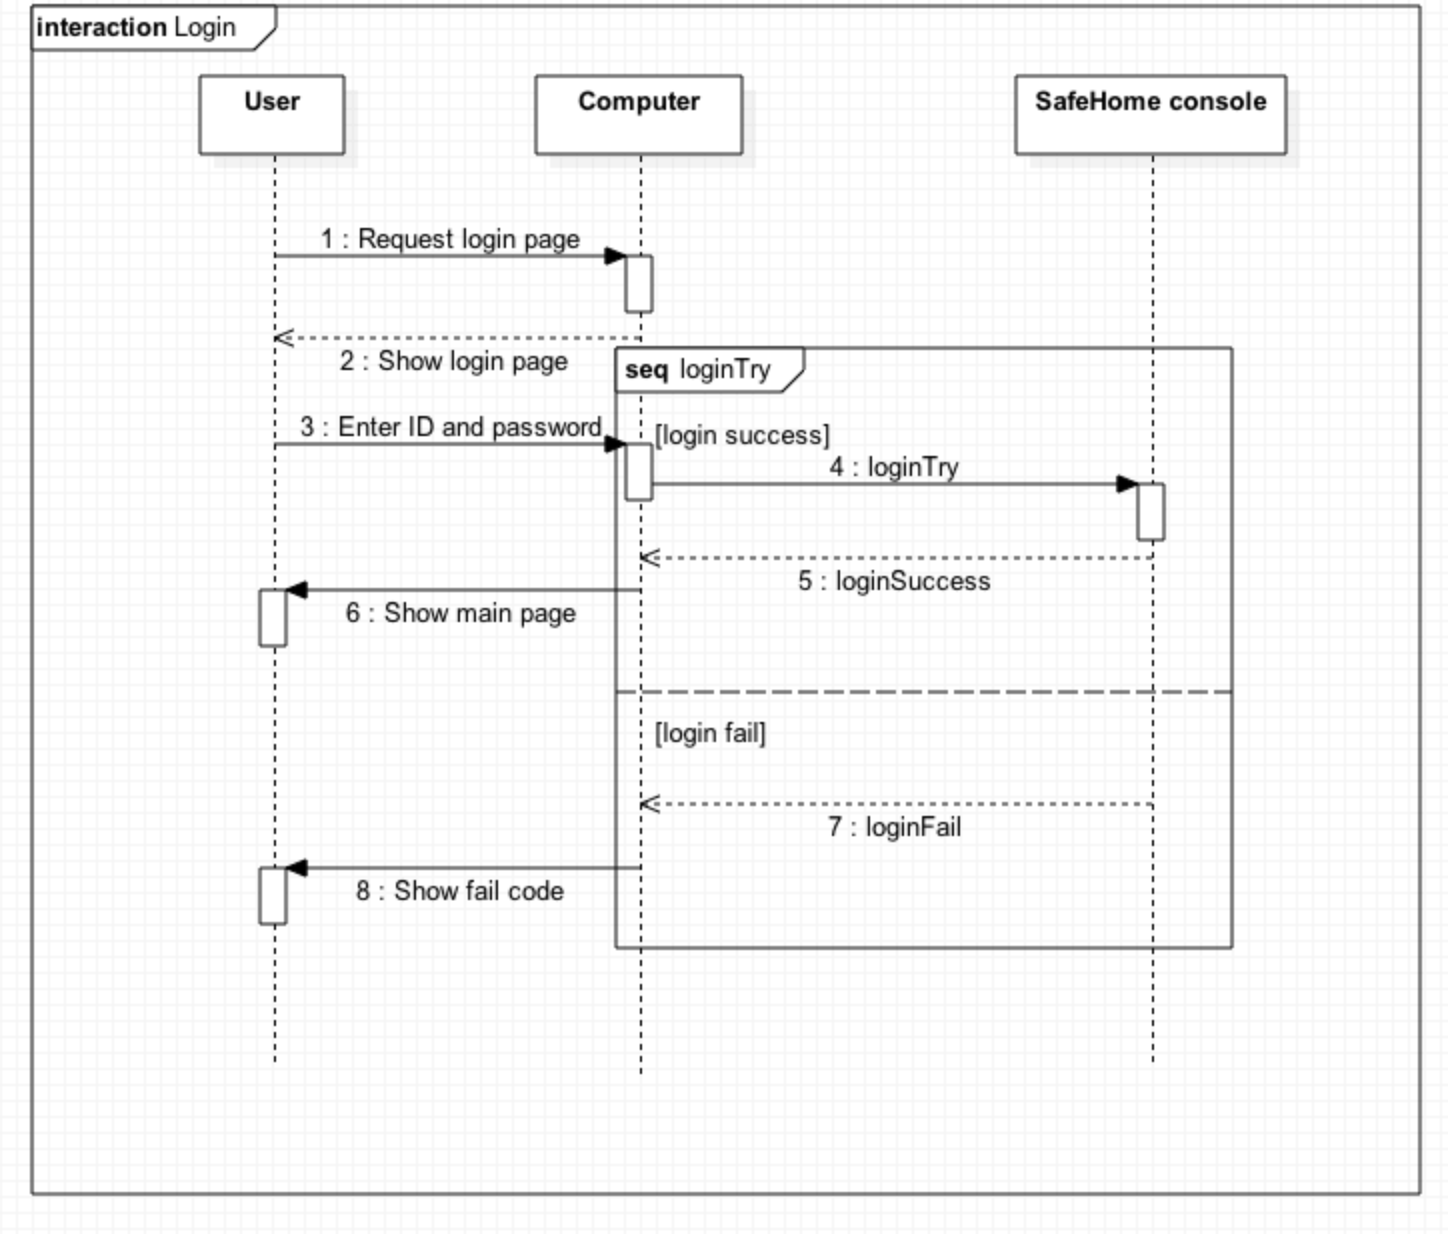 interaction Login
User
Computer
SafeHome console
1 : Request login page
2 : Show login page
seq loginTry
3 : Enter ID and password
[login success]
4 : loginTry
5 : loginSuccess
6 : Show main page
[login fail]
7 : loginFail
8 : Show fail code